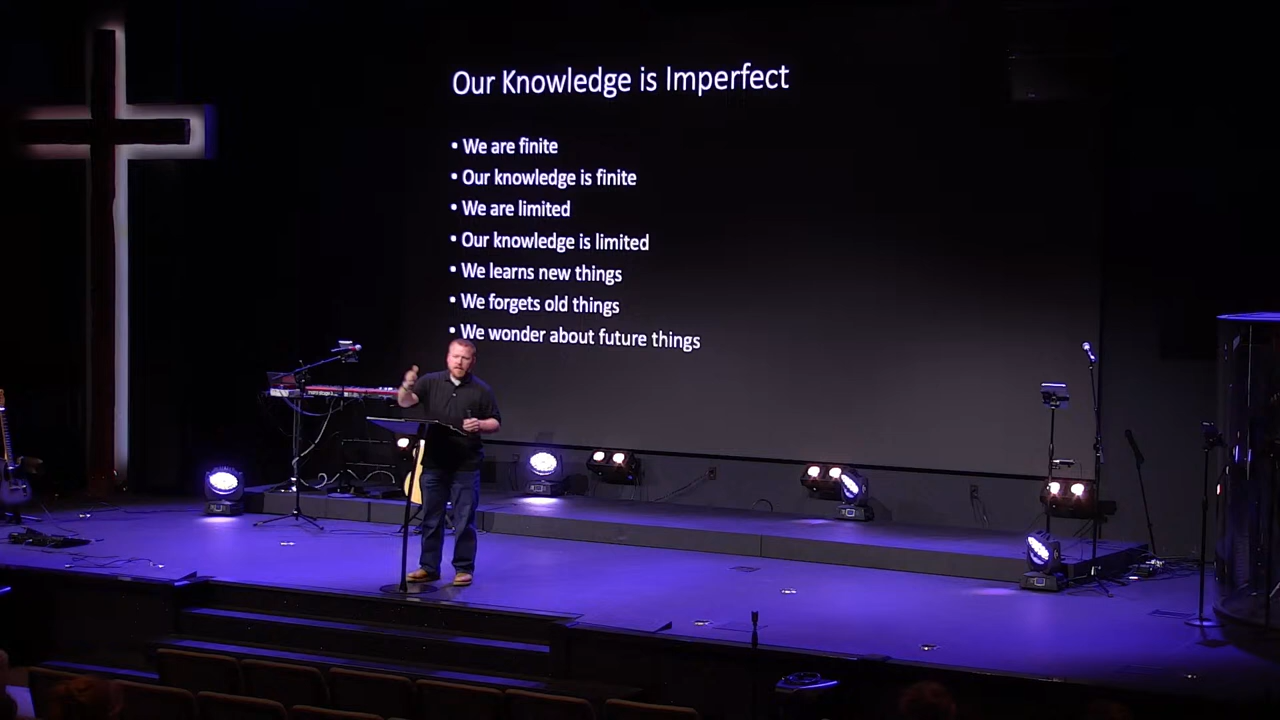 Our Knowledge is Imperfect
• We are finite
• Our knowledge is finite
• We are limited
• Our knowledge is limited
• We learns new things
• We forgets old things
• We wonder about future things